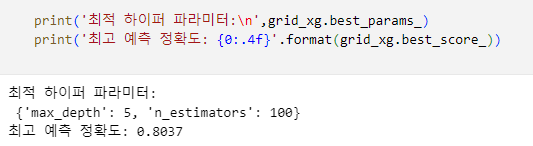 print('최적 하이퍼 파라미터:\n',grid_xg.best_params_)
print('최고 예측 정확도: {0:.4f}'.format(grid_xg.best_score_))
최적 하이퍼 파라미터:
{'max_depth': 5, 'n_estimators': 100}
최고 예측 정확도: 0.8037